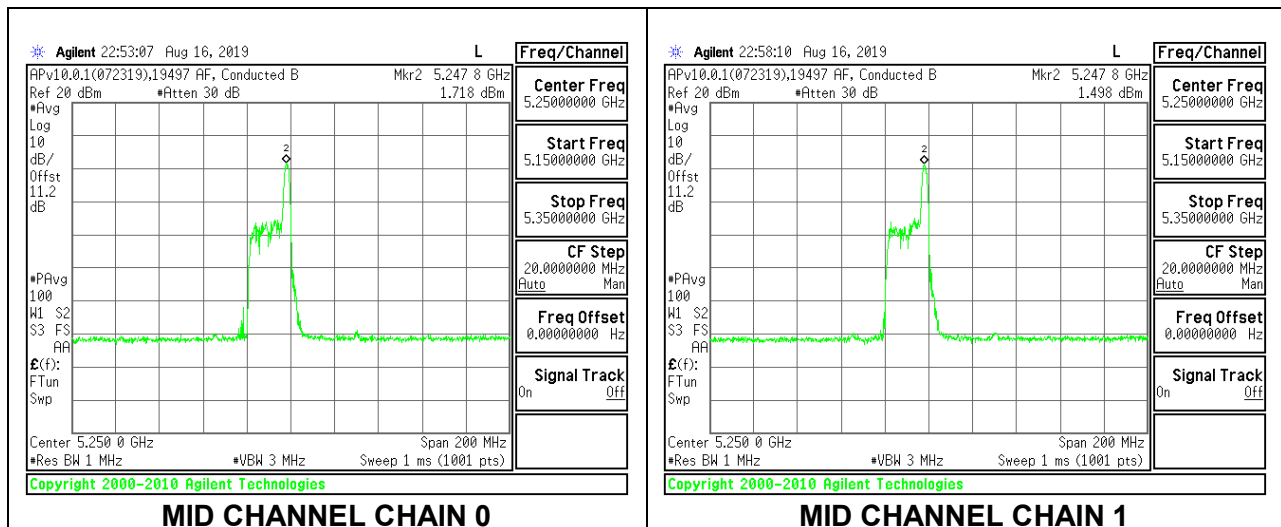 Agilent 22:53:07 Aug 16, 2019 L
Freq/Channel
APv10.0.1(072319),19497 AF, Conducted B Mkr2 5.247 8 GHz
Ref 20 dBm #Atten 30 dB 1.718 dBm
#Avg
Log
10
dB/
Offst
11.2
dB
#PAvg
100
W1 S2
S3 FS
AA
£(f):
FTun
Swp
2
Center 5.250 0 GHz Span 200 MHz
#Res BW 1 MHz #VBW 3 MHz Sweep 1 ms (1001 pts)
Center Freq
5.25000000 GHz
Start Freq
5.15000000 GHz
Stop Freq
5.35000000 GHz
CF Step
20.0000000 MHz
Auto Man
Freq Offset
0.00000000 Hz
Signal Track
On Off
Copyright 2000-2010 Agilent Technologies
MID CHANNEL CHAIN 0
Agilent 22:58:10 Aug 16, 2019 L
Freq/Channel
APv10.0.1(072319),19497 AF, Conducted B Mkr2 5.247 8 GHz
Ref 20 dBm #Atten 30 dB 1.498 dBm
#Avg
Log
10
dB/
Offst
11.2
dB
#PAvg
100
W1 S2
S3 FS
AA
£(f):
FTun
Swp
2
Center 5.250 0 GHz Span 200 MHz
#Res BW 1 MHz #VBW 3 MHz Sweep 1 ms (1001 pts)
Center Freq
5.25000000 GHz
Start Freq
5.15000000 GHz
Stop Freq
5.35000000 GHz
CF Step
20.0000000 MHz
Auto Man
Freq Offset
0.00000000 Hz
Signal Track
On Off
Copyright 2000-2010 Agilent Technologies
MID CHANNEL CHAIN 1